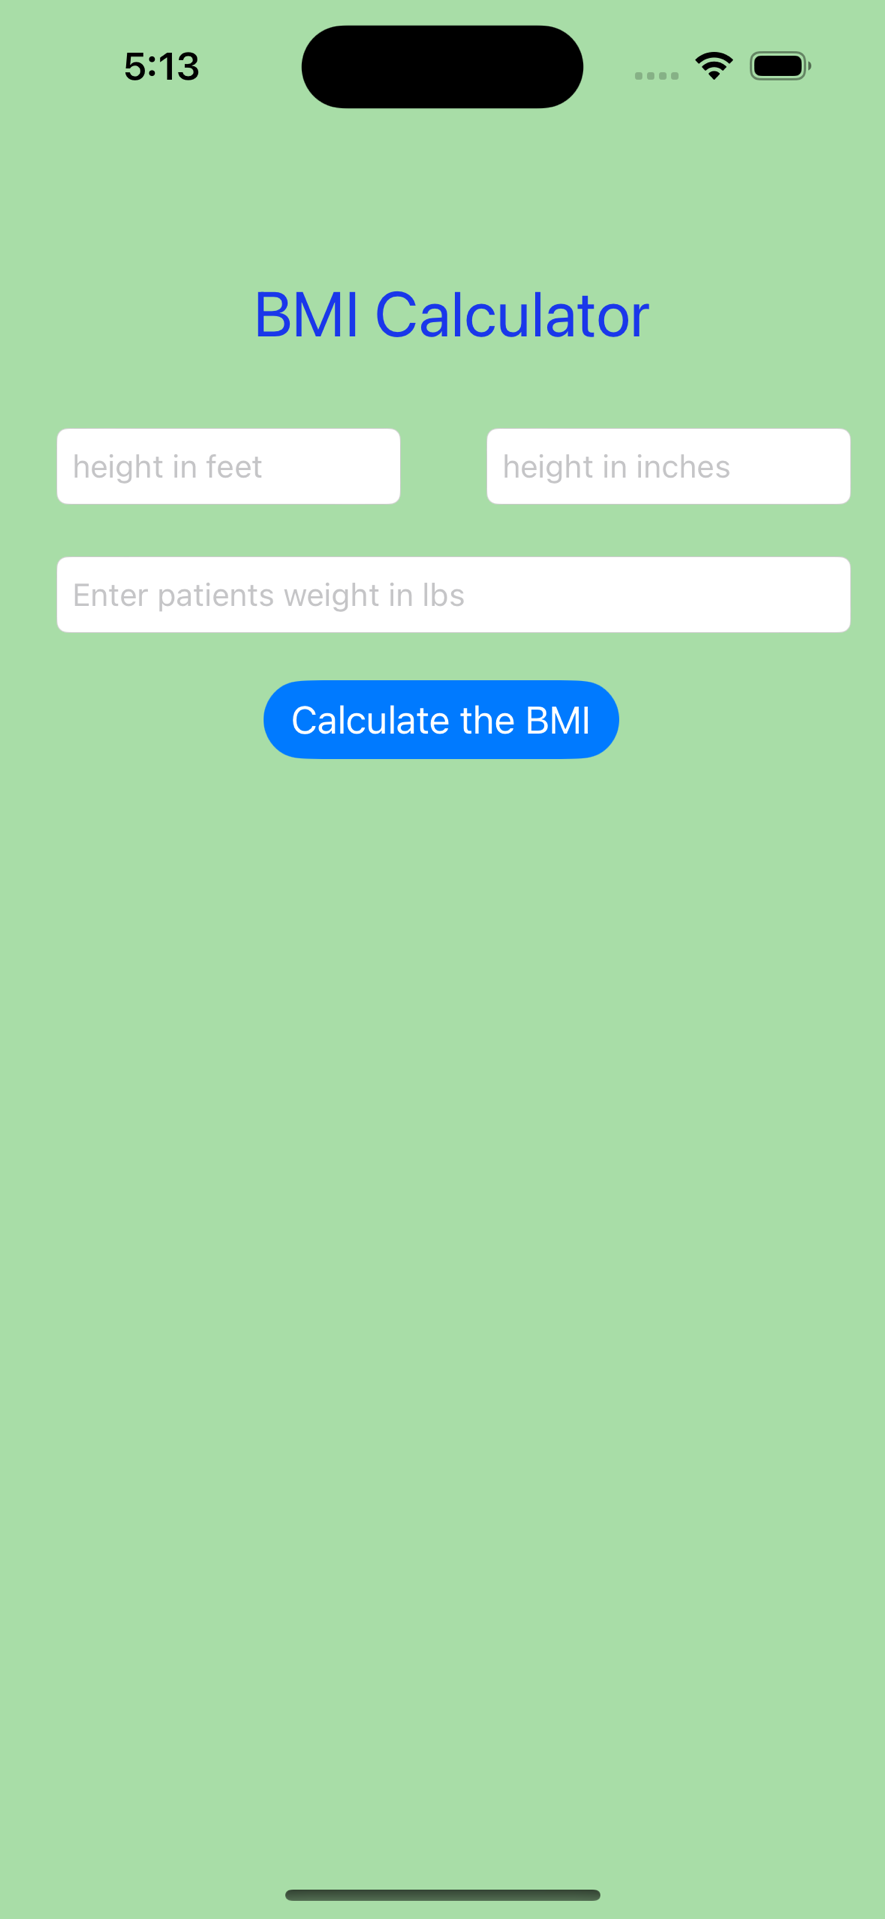 5:13
BMI Calculator
height in feet height in inches
Enter patients weight in lbs
Calculate the BMI